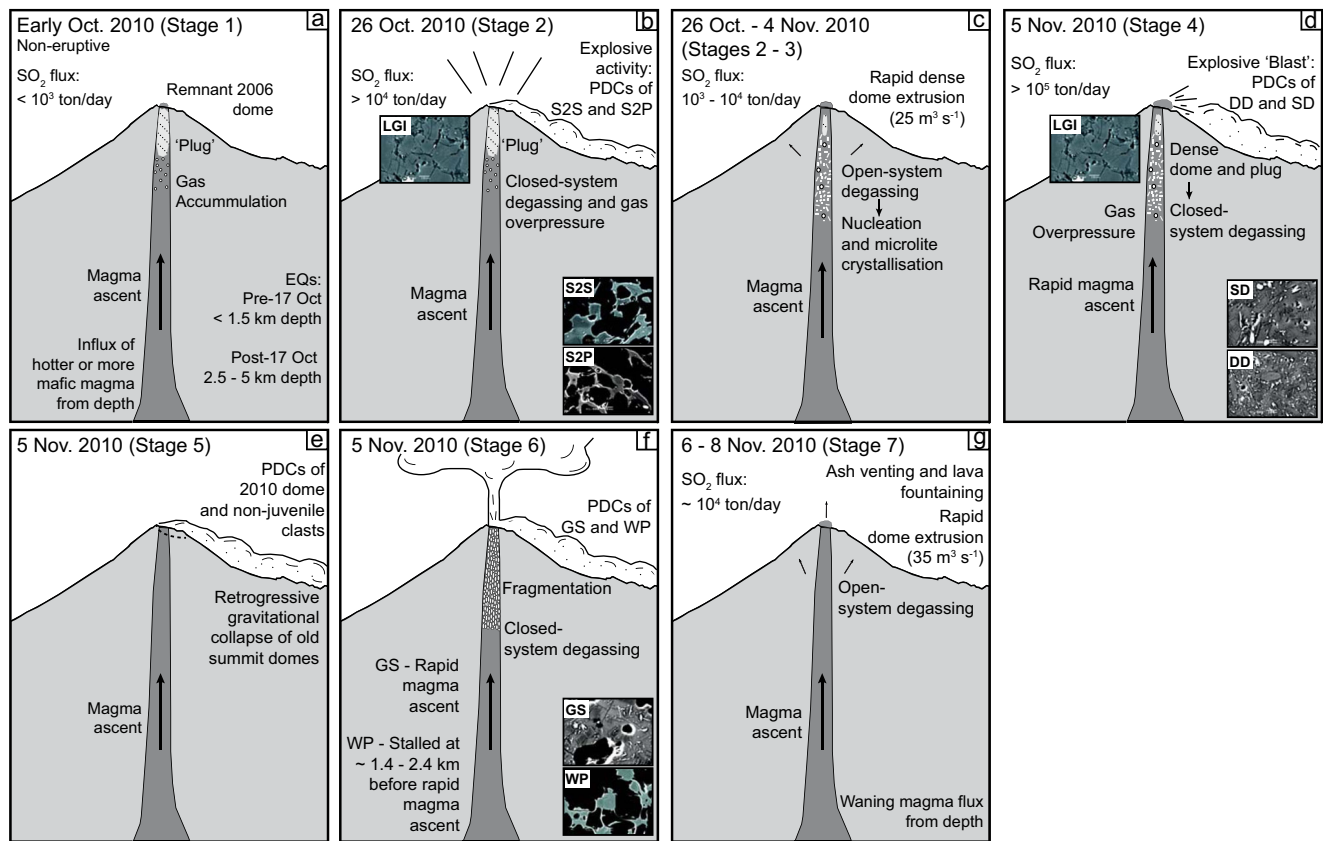 a
Early Oct. 2010 (Stage 1)
Non-eruptive
SO2 flux:
< 10³ ton/day
Remnant 2006
dome
'Plug'
Gas
Accummulation
Magma
ascent
EQs:
Pre-17 Oct
< 1.5 km depth
Post-17 Oct
2.5 - 5 km depth
Influx of
hotter or more
mafic magma
from depth
b
26 Oct. 2010 (Stage 2)
SO2 flux:
> 10⁴ ton/day
Explosive
activity:
PDCs of
S2S and S2P
LGI
'Plug'
Closed-system
degassing and gas
overpressure
Magma
ascent
S2S
S2P
c
26 Oct. - 4 Nov. 2010
(Stages 2 - 3)
SO2 flux:
10³ - 10⁴ ton/day
Rapid dense
dome extrusion
(25 m³ s⁻¹)
Open-system
degassing
Nucleation
and microlite
crystallisation
Magma
ascent
d
5 Nov. 2010 (Stage 4)
SO2 flux:
> 10⁵ ton/day
Explosive 'Blast':
PDCs of
DD and SD
LGI
Dense
dome and plug
Closed-
system degassing
Gas
Overpressure
Rapid magma
ascent
SD
DD
e
5 Nov. 2010 (Stage 5)
PDCs of
2010 dome
and non-juvenile
clasts
Retrogressive
gravitational
collapse of old
summit domes
Magma
ascent
f
5 Nov. 2010 (Stage 6)
PDCs of
GS and WP
Fragmentation
Closed-
system degassing
GS - Rapid
magma
ascent
WP - Stalled at
~ 1.4 - 2.4 km
before rapid
magma
ascent
GS
WP
g
6 - 8 Nov. 2010 (Stage 7)
SO2 flux:
~ 10⁴ ton/day
Ash venting and lava
fountaining
Rapid
dome extrusion
(35 m³ s⁻¹)
Open-
system degassing
Magma
ascent
Waning magma flux
from depth